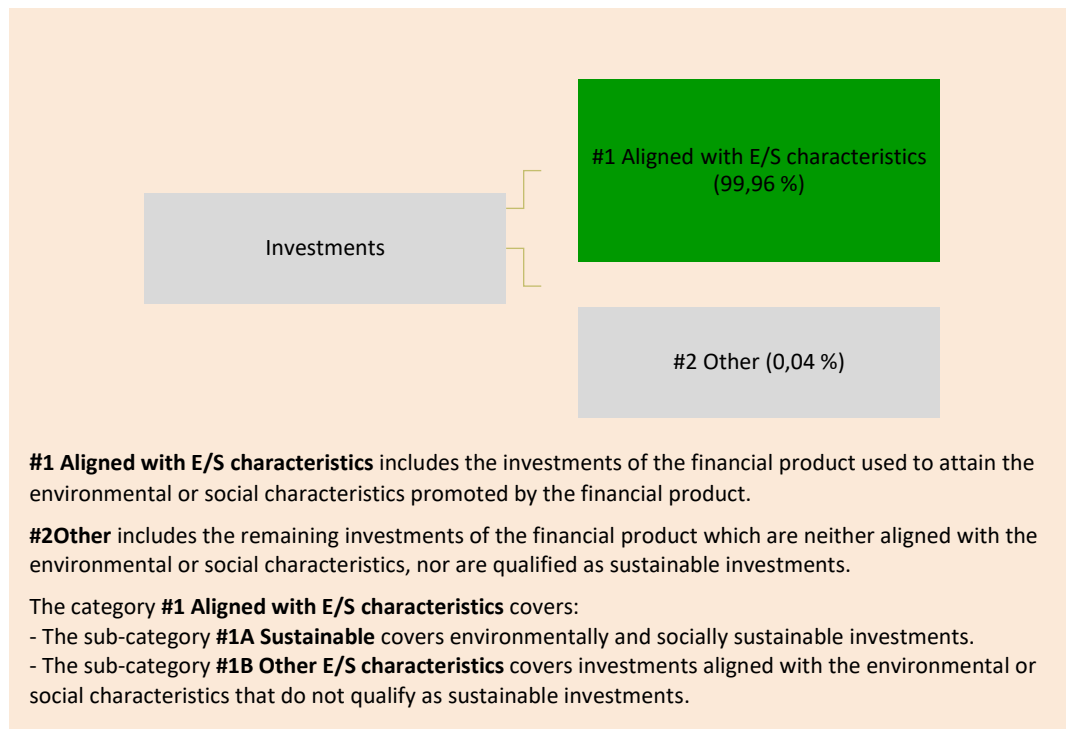 #1 Aligned with E/S characteristics
(99,96 %)
Investments
#2 Other (0,04 %)
#1 Aligned with E/S characteristics includes the investments of the financial product used to attain the
environmental or social characteristics promoted by the financial product.
#2Other includes the remaining investments of the financial product which are neither aligned with the
environmental or social characteristics, nor are qualified as sustainable investments.
The category #1 Aligned with E/S characteristics covers:
- The sub-category #1A Sustainable covers environmentally and socially sustainable investments.
- The sub-category #1B Other E/S characteristics covers investments aligned with the environmental or
social characteristics that do not qualify as sustainable investments.